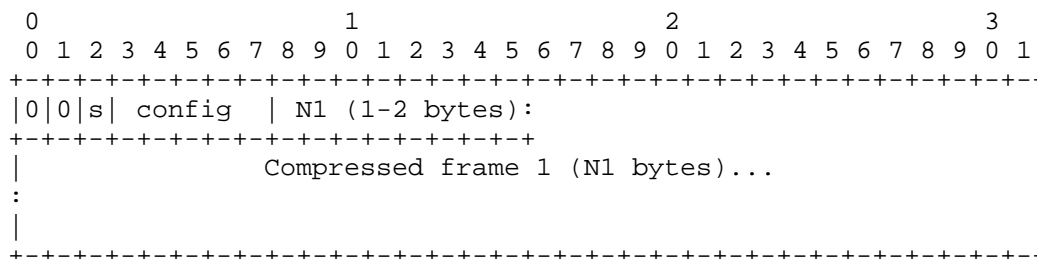 0                   1                   2                   3
 0 1 2 3 4 5 6 7 8 9 0 1 2 3 4 5 6 7 8 9 0 1 2 3 4 5 6 7 8 9 0 1
+-+-+-+-+-+-+-+-+-+-+-+-+-+-+-+-+-+-+-+-+-+-+-+-+-+-+-+-+-+-+-+--
|0|0|s| config  | N1 (1-2 bytes):
+-+-+-+-+-+-+-+-+-+-+-+-+-+-+-+-+
|               Compressed frame 1 (N1 bytes)...
:
|
+-+-+-+-+-+-+-+-+-+-+-+-+-+-+-+-+-+-+-+-+-+-+-+-+-+-+-+-+-+-+-+--